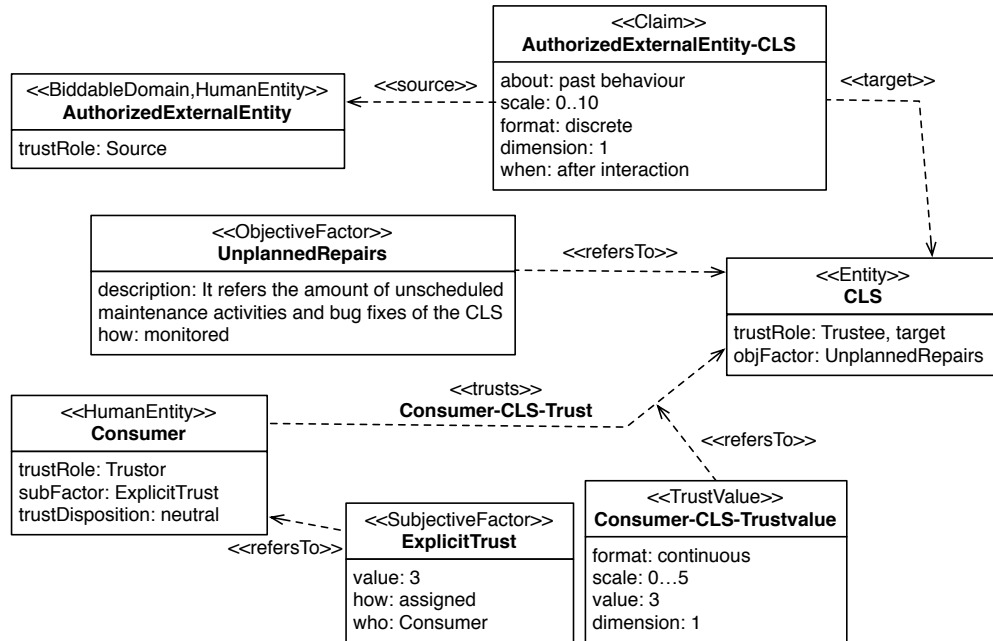 <<Claim>>
AuthorizedExternalEntity-CLS
about: past behaviour
scale: 0..10
format: discrete
dimension: 1
when: after interaction
<<source>>
<<target>>
<<BiddableDomain,HumanEntity>>
AuthorizedExternalEntity
trustRole: Source
<<ObjectiveFactor>>
UnplannedRepairs
description: It refers the amount of unscheduled
maintenance activities and bug fixes of the CLS
how: monitored
<<refersTo>>
<<Entity>>
CLS
trustRole: Trustee, target
objFactor: UnplannedRepairs
<<trusts>>
Consumer-CLS-Trust
<<HumanEntity>>
Consumer
trustRole: Trustor
subFactor: ExplicitTrust
trustDisposition: neutral
<<refersTo>>
<<refersTo>>
<<SubjectiveFactor>>
ExplicitTrust
value: 3
how: assigned
who: Consumer
<<TrustValue>>
Consumer-CLS-Trustvalue
format: continuous
scale: 0…5
value: 3
dimension: 1